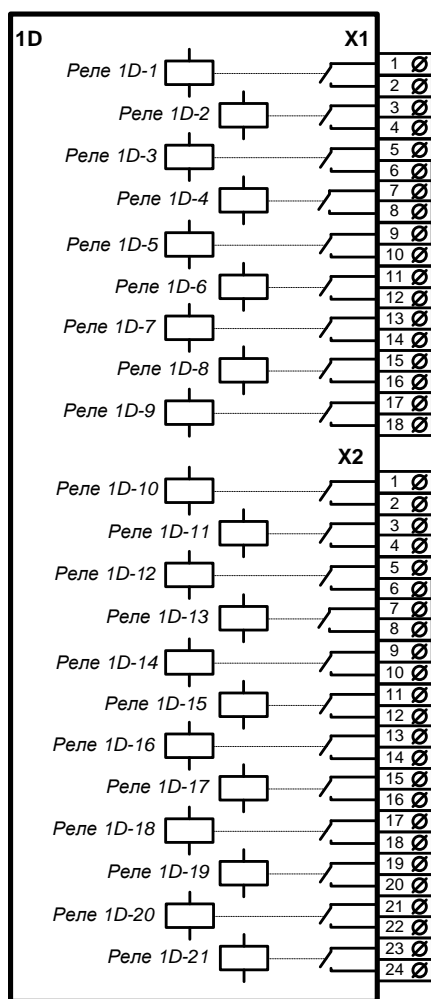 1D X1
Реле 1D-1 1
2
Реле 1D-2 3
4
Реле 1D-3 5
6
Реле 1D-4 7
8
Реле 1D-5 9
10
Реле 1D-6 11
12
Реле 1D-7 13
14
Реле 1D-8 15
16
Реле 1D-9 17
18
X2
Реле 1D-10 1
2
Реле 1D-11 3
4
Реле 1D-12 5
6
Реле 1D-13 7
8
Реле 1D-14 9
10
Реле 1D-15 11
12
Реле 1D-16 13
14
Реле 1D-17 15
16
Реле 1D-18 17
18
Реле 1D-19 19
20
Реле 1D-20 21
22
Реле 1D-21 23
24